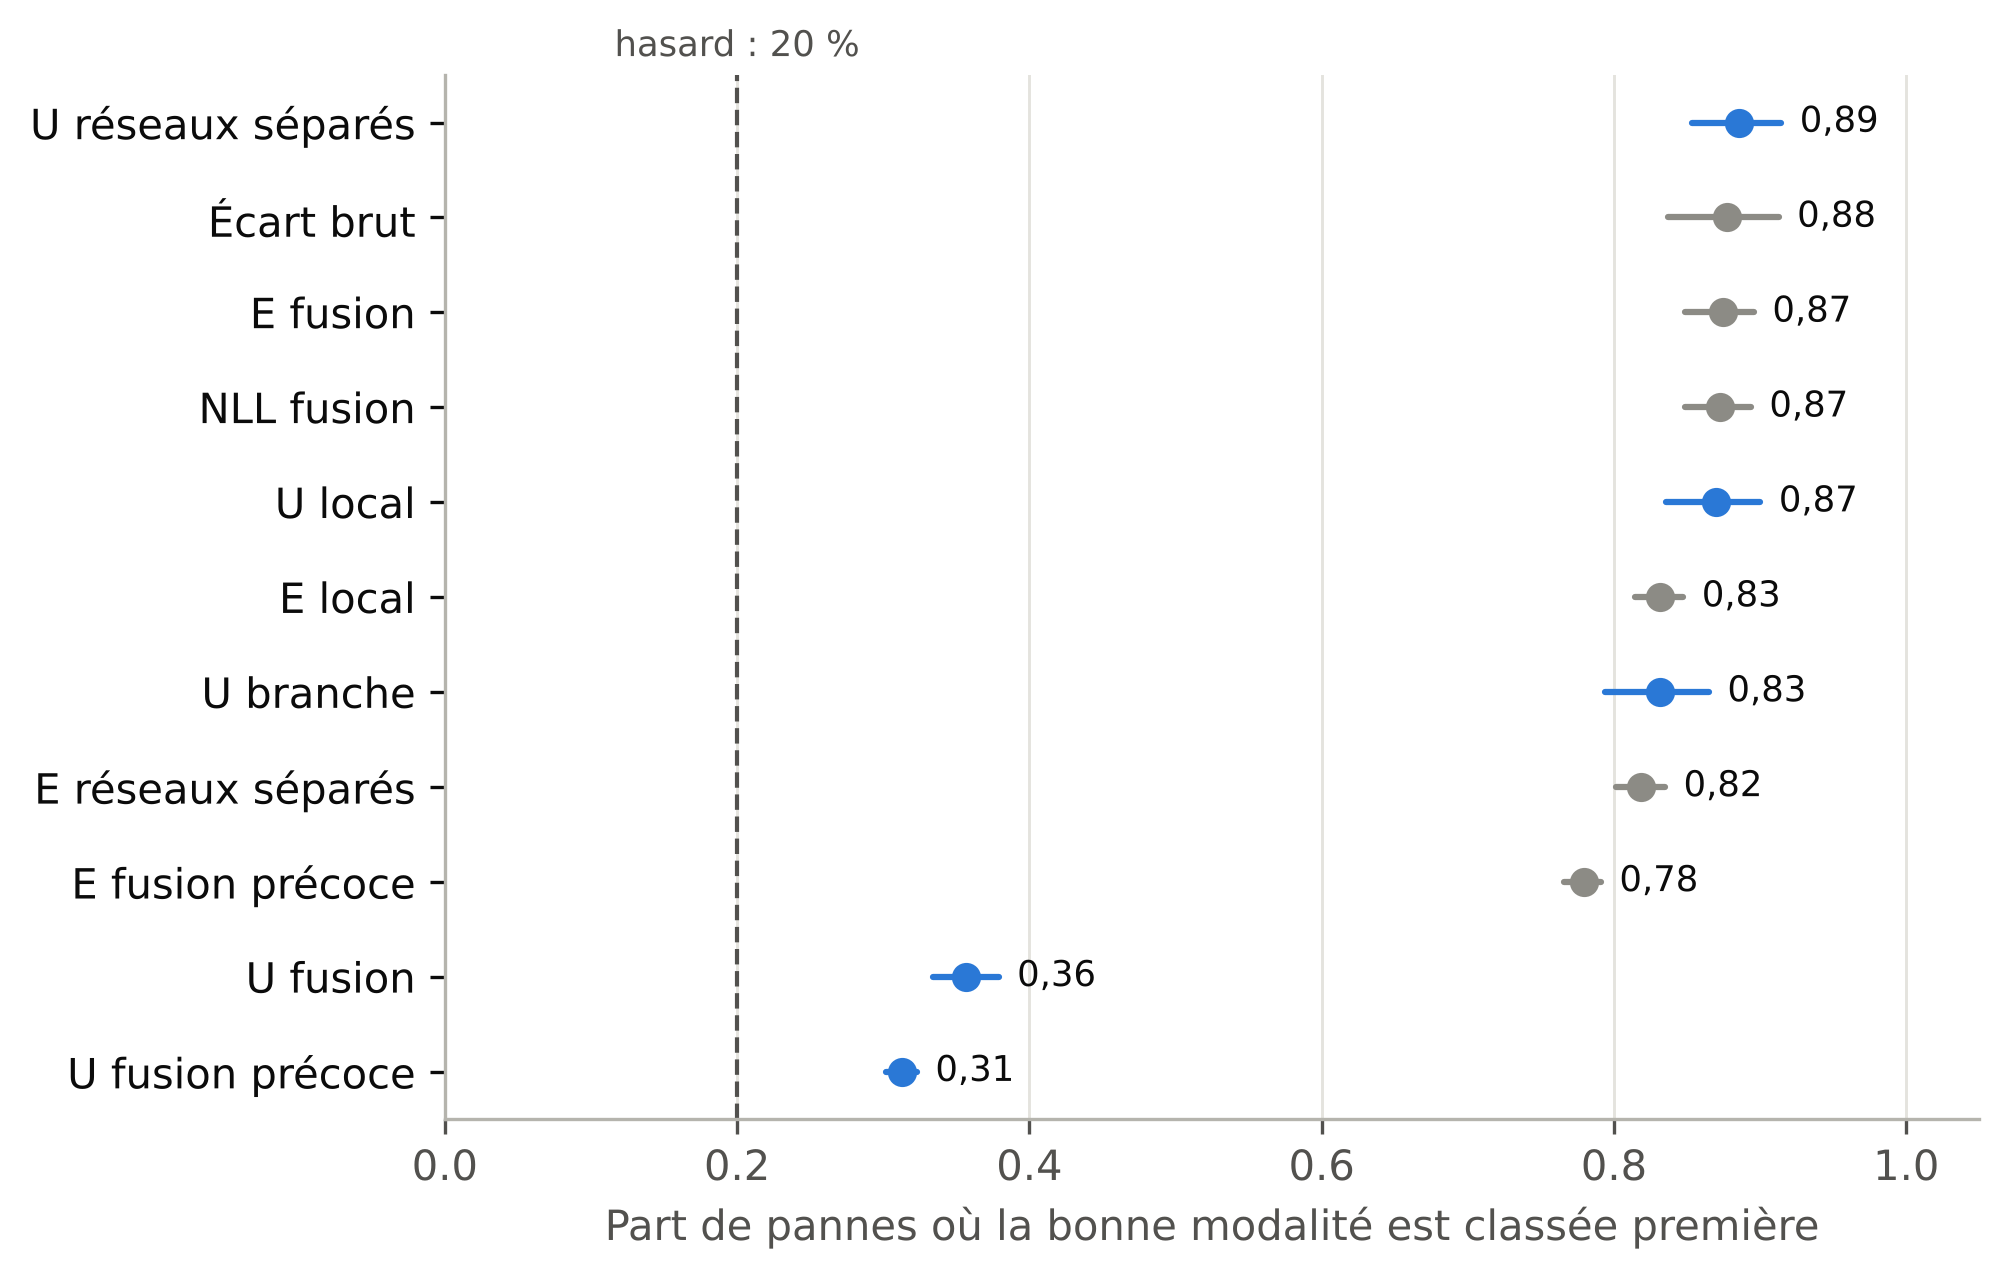 hasard : 20 %
U réseaux séparés 0,89
Écart brut 0,88
E fusion 0,87
NLL fusion 0,87
U local 0,87
E local 0,83
U branche 0,83
E réseaux séparés 0,82
E fusion précoce 0,78
U fusion 0,36
U fusion précoce 0,31
0.0 0.2 0.4 0.6 0.8 1.0
Part de pannes où la bonne modalité est classée première